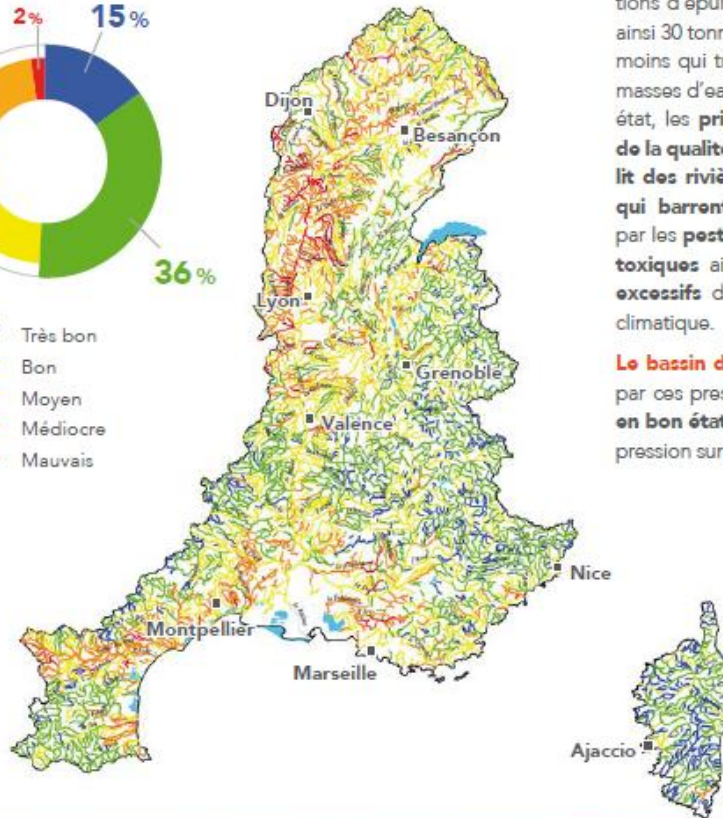 2%
15%
36%
Très bon
Bon
Moyen
Médiocre
Mauvais
Dijon
Besançon
Lyon
Grenoble
Valence
Nice
Montpellier
Marseille
Ajaccio
tions d'épu
ainsi 30 tonn
moins qui tr
masses d'ea
état, les pri
de la qualit
lit des riviè
qui barren
par les pest
toxiques ai
excessifs d
climatique.
Le bassin d
par ces pres
en bon état
pression sur